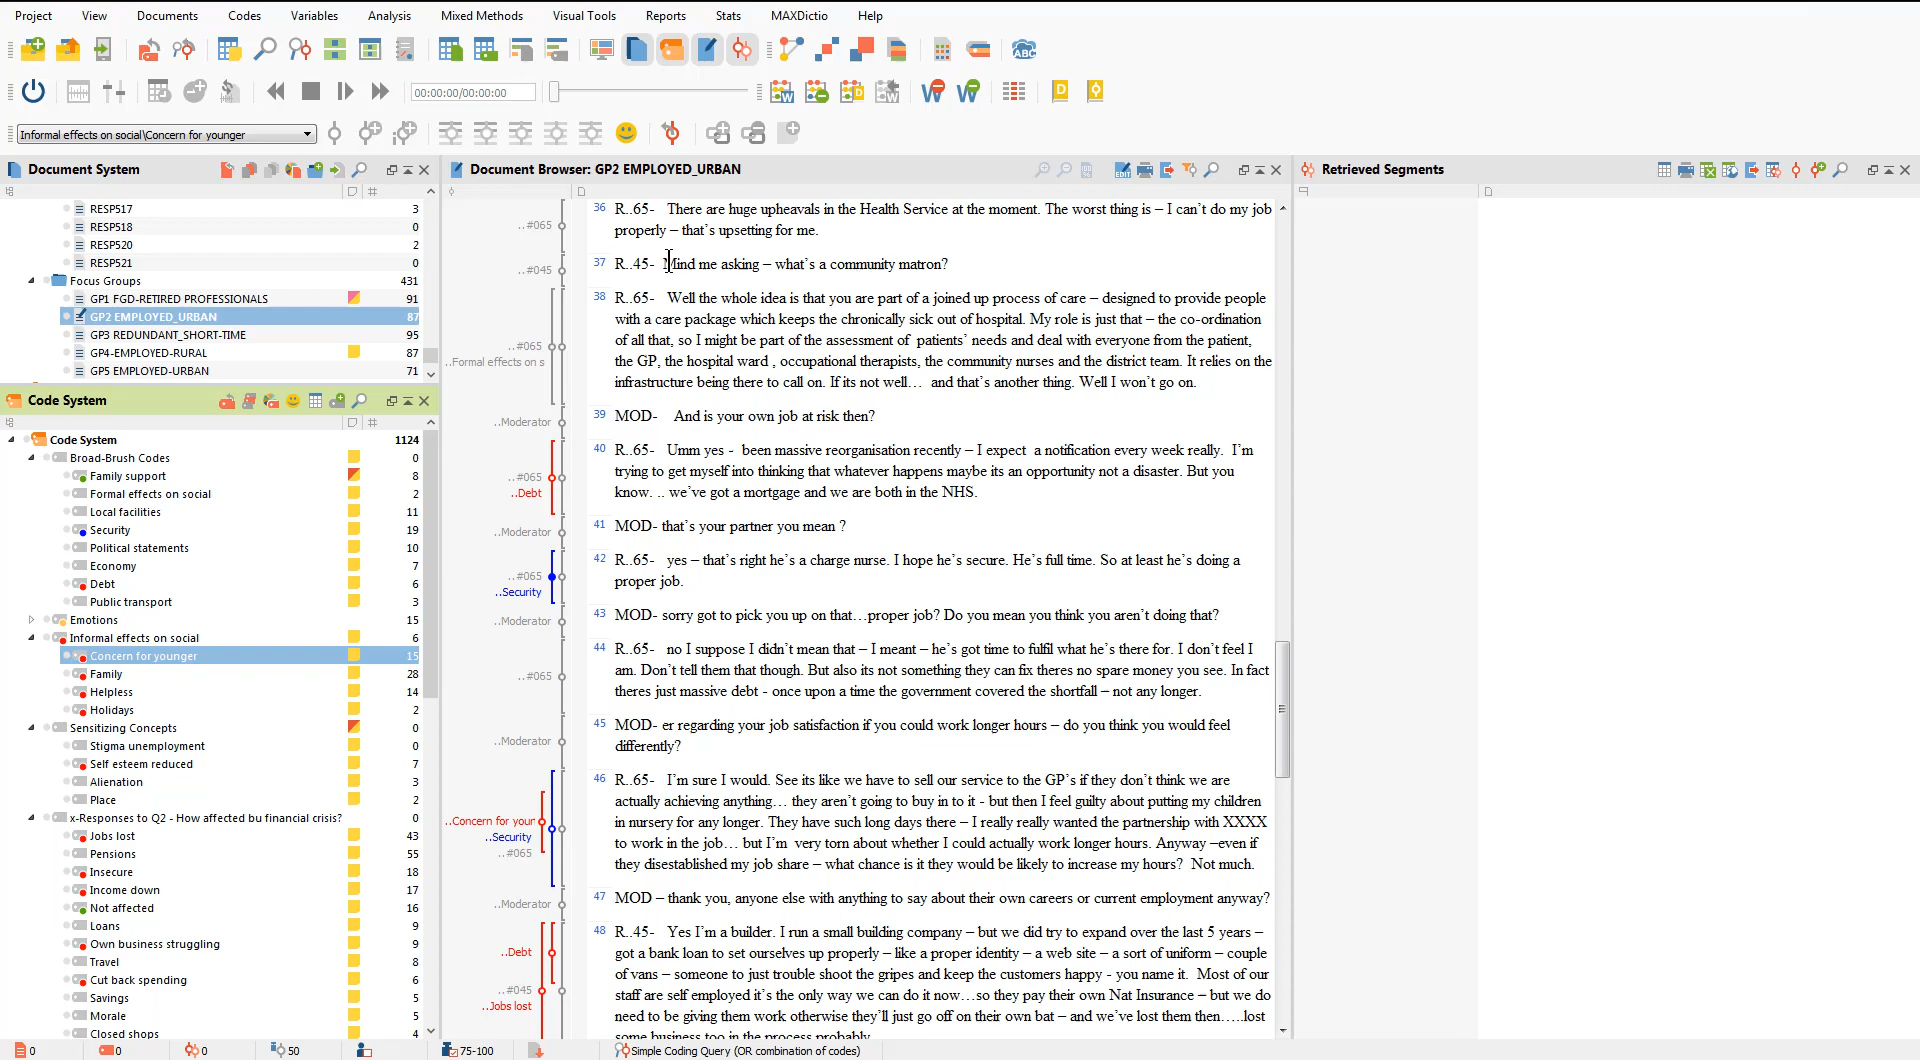 Project View Documents Codes Variables Analysis Mixed Methods Visual Tools Reports Stats MAXDictio Help
ABC
00:00:00/00:00:00
W D W W W D
Informal effects on social\Concern for younger
Document System
RESP517 3
RESP518 0
RESP520 2
RESP521 0
Focus Groups 431
GP1 FGD-RETIRED PROFESSIONALS 91
GP2 EMPLOYED_URBAN 87
GP3 REDUNDANT_SHORT-TIME 95
GP4-EMPLOYED-RURAL 87
GP5 EMPLOYED-URBAN 71
Code System
Code System 1124
Broad-Brush Codes 0
Family support 8
Formal effects on social 2
Local facilities 11
Security 19
Political statements 10
Economy 7
Debt 6
Public transport 3
Emotions 15
Informal effects on social 6
Concern for younger 15
Family 28
Helpless 14
Holidays 2
Sensitizing Concepts 0
Stigma unemployment 0
Self esteem reduced 7
Alienation 3
Place 2
x-Responses to Q2 - How affected bu financial crisis? 0
Jobs lost 43
Pensions 55
Insecure 18
Income down 17
Not affected 16
Loans 9
Own business struggling 9
Travel 8
Cut back spending 6
Savings 5
Morale 5
Closed shops 4
Document Browser: GP2 EMPLOYED_URBAN
EDIT
..#065
..#045
..#065
..Formal effects on s
..Moderator
..#065
..Debt
..Moderator
..#065
..Security
..Moderator
..#065
..Moderator
..Concern for your
..Security
..#065
..Moderator
..Debt
..#045
..Jobs lost
36 R..65- There are huge upheavals in the Health Service at the moment. The worst thing is – I can’t do my job
properly – that’s upsetting for me.
37 R..45- Mind me asking – what’s a community matron?
38 R..65- Well the whole idea is that you are part of a joined up process of care – designed to provide people
with a care package which keeps the chronically sick out of hospital. My role is just that – the co-ordination
of all that, so I might be part of the assessment of patients’ needs and deal with everyone from the patient,
the GP, the hospital ward , occupational therapists, the community nurses and the district team. It relies on the
infrastructure being there to call on. If its not well… and that’s another thing. Well I won’t go on.
39 MOD- And is your own job at risk then?
40 R..65- Umm yes - been massive reorganisation recently – I expect a notification every week really. I’m
trying to get myself into thinking that whatever happens maybe its an opportunity not a disaster. But you
know. .. we’ve got a mortgage and we are both in the NHS.
41 MOD- that’s your partner you mean ?
42 R..65- yes – that’s right he’s a charge nurse. I hope he’s secure. He’s full time. So at least he’s doing a
proper job.
43 MOD- sorry got to pick you up on that…proper job? Do you mean you think you aren’t doing that?
44 R..65- no I suppose I didn’t mean that – I meant – he’s got time to fulfil what he’s there for. I don’t feel I
am. Don’t tell them that though. But also its not something they can fix theres no spare money you see. In fact
theres just massive debt - once upon a time the government covered the shortfall – not any longer.
45 MOD- er regarding your job satisfaction if you could work longer hours – do you think you would feel
differently?
46 R..65- I’m sure I would. See its like we have to sell our service to the GP’s if they don’t think we are
actually achieving anything… they aren’t going to buy in to it - but then I feel guilty about putting my children
in nursery for any longer. They have such long days there – I really really wanted the partnership with XXXX
to work in the job… but I’m very torn about whether I could actually work longer hours. Anyway –even if
they disestablished my job share – what chance is it they would be likely to increase my hours? Not much.
47 MOD – thank you, anyone else with anything to say about their own careers or current employment anyway?
48 R..45- Yes I’m a builder. I run a small building company – but we did try to expand over the last 5 years –
got a bank loan to set ourselves up properly – like a proper identity – a web site – a sort of uniform – couple
of vans – someone to just trouble shoot the gripes and keep the customers happy - you name it. Most of our
staff are self employed it’s the only way we can do it now…so they pay their own Nat Insurance – but we do
need to be giving them work otherwise they’ll just go off on their own bat – and we’ve lost them then…..lost
some business too in the process probably
Retrieved Segments
0 0 0 50 75-100 Simple Coding Query (OR combination of codes)